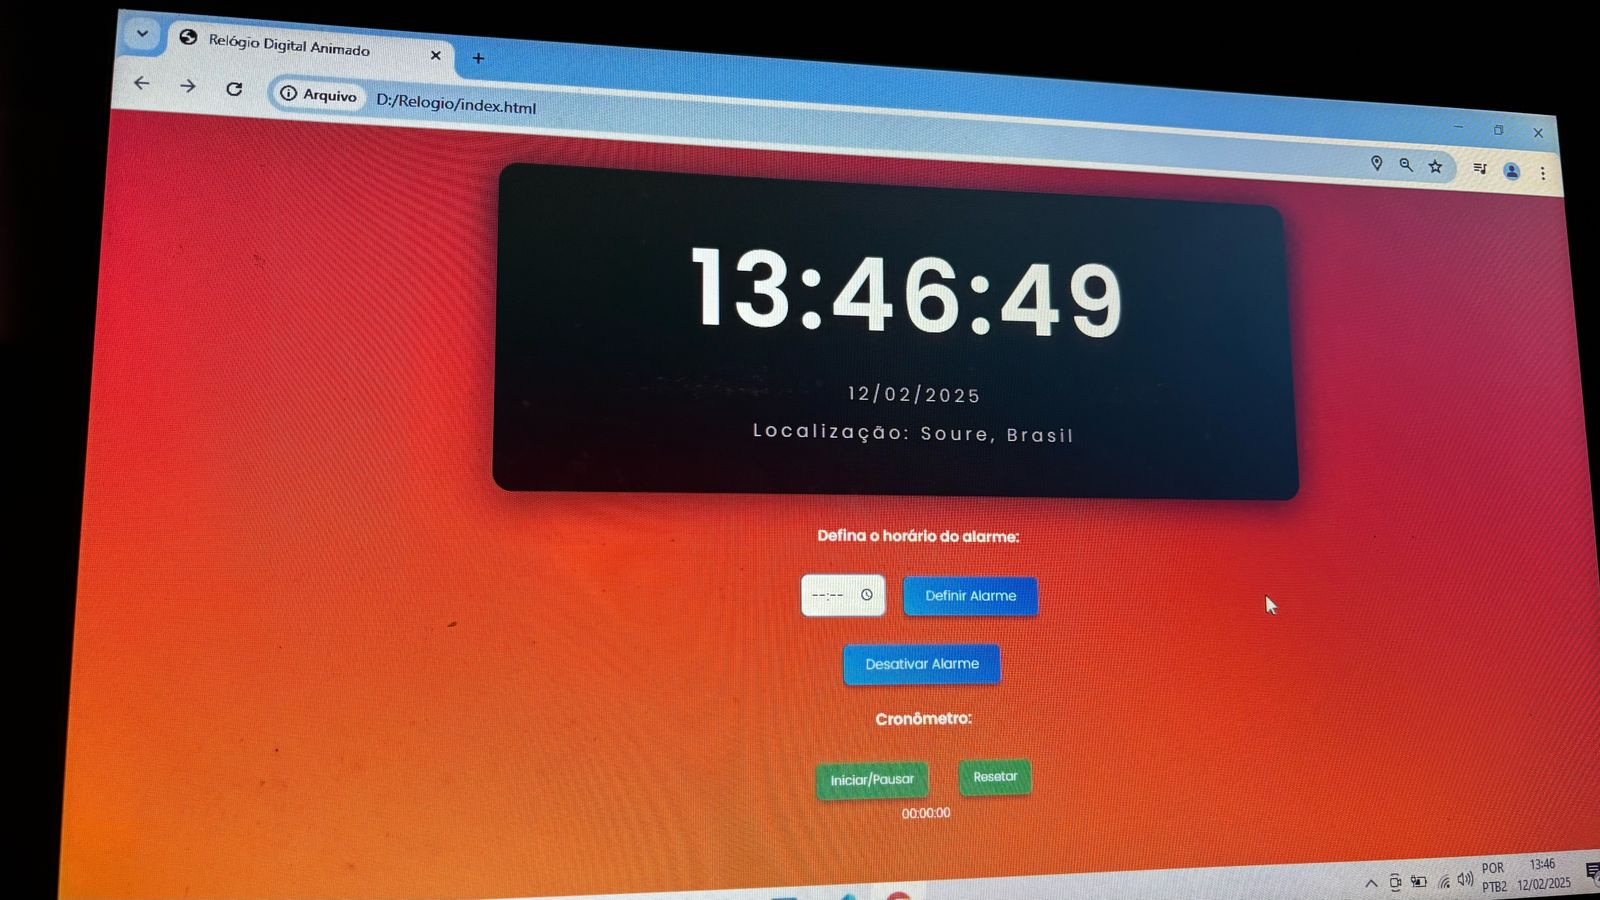 Relógio Digital Animado
Arquivo D:/Relogio/index.html
13:46:49
12/02/2025
Localização: Soure, Brasil
Defina o horário do alarme:
--:-- Definir Alarme
Desativar Alarme
Cronômetro:
Iniciar/Pausar Resetar
00:00:00
POR 13:46
PTB2 12/02/2025